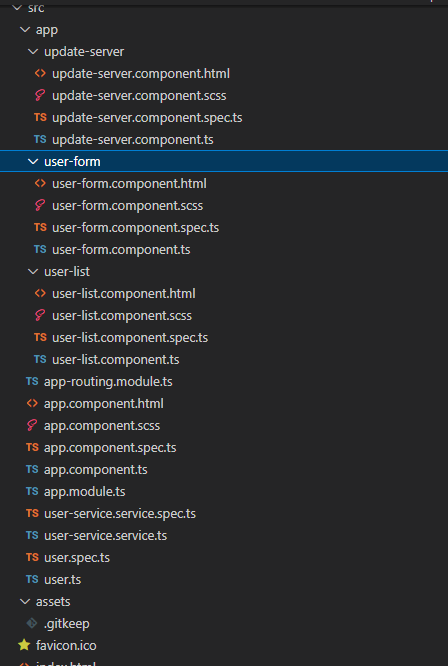 src
app
update-server
update-server.component.html
update-server.component.scss
TS update-server.component.spec.ts
TS update-server.component.ts
user-form
user-form.component.html
user-form.component.scss
TS user-form.component.spec.ts
TS user-form.component.ts
user-list
user-list.component.html
user-list.component.scss
TS user-list.component.spec.ts
TS user-list.component.ts
TS app-routing.module.ts
app.component.html
app.component.scss
TS app.component.spec.ts
TS app.component.ts
TS app.module.ts
TS user-service.service.spec.ts
TS user-service.service.ts
TS user.spec.ts
TS user.ts
assets
.gitkeep
favicon.ico
index.html